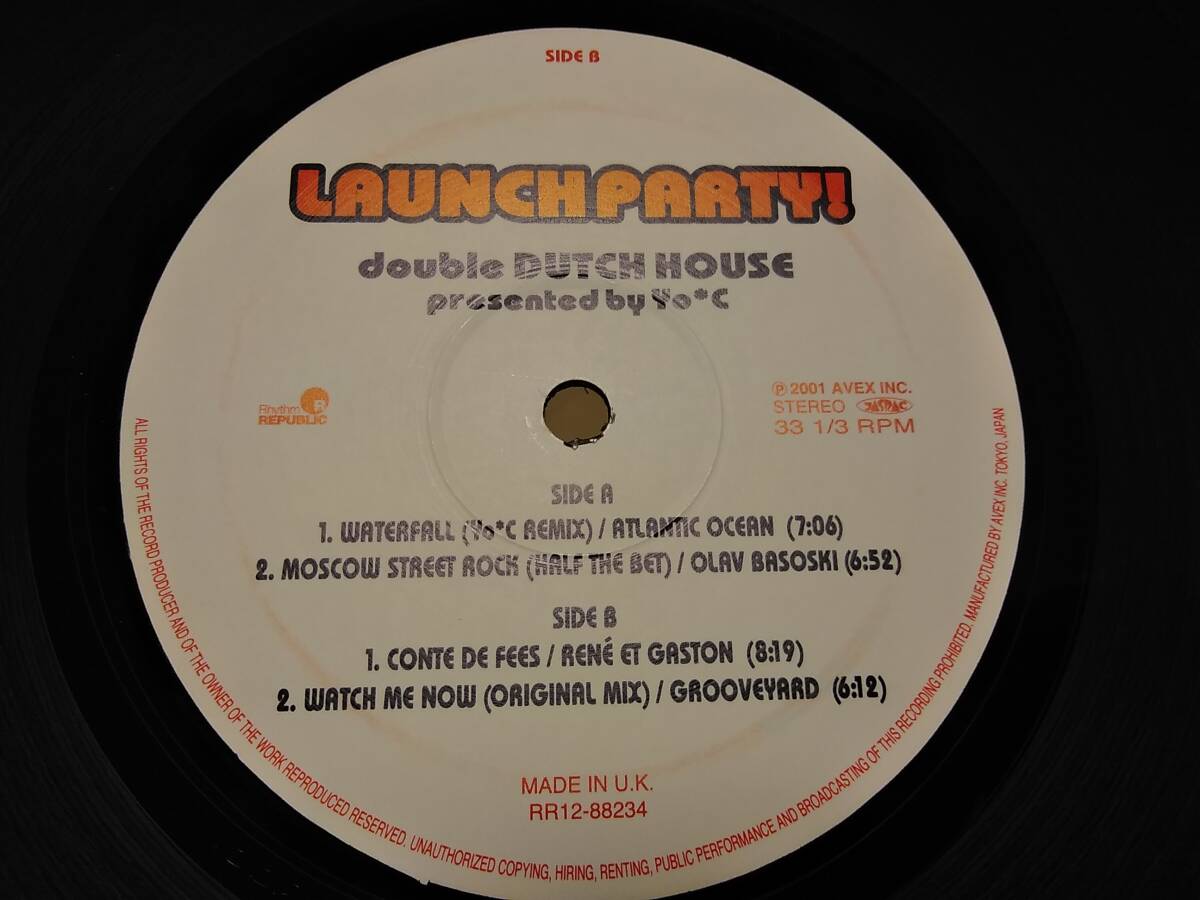 SIDE B
LAUNCH PARTY!
double DUTCH HOUSE
presented by Yo*C
Rhythm
REPUBLIC
℗ 2001 AVEX INC.
STEREO JASRAC
33 1/3 RPM
SIDE A
1. WATERFALL (Yo*C REMIX) / ATLANTIC OCEAN (7:06)
2. MOSCOW STREET ROCK (HALF THE BET) / OLAV BASOSKI (6:52)
SIDE B
1. CONTE DE FEES / RENÉ ET GASTON (8:19)
2. WATCH ME NOW (ORIGINAL MIX) / GROOVEYARD (6:12)
MADE IN U.K.
RR12-88234
ALL RIGHTS OF THE RECORD PRODUCER AND OF THE OWNER OF THE WORK REPRODUCED RESERVED. UNAUTHORIZED COPYING, HIRING, RENTING, PUBLIC PERFORMANCE AND BROADCASTING OF THIS RECORDING PROHIBITED. MANUFACTURED BY AVEX INC. TOKYO, JAPAN